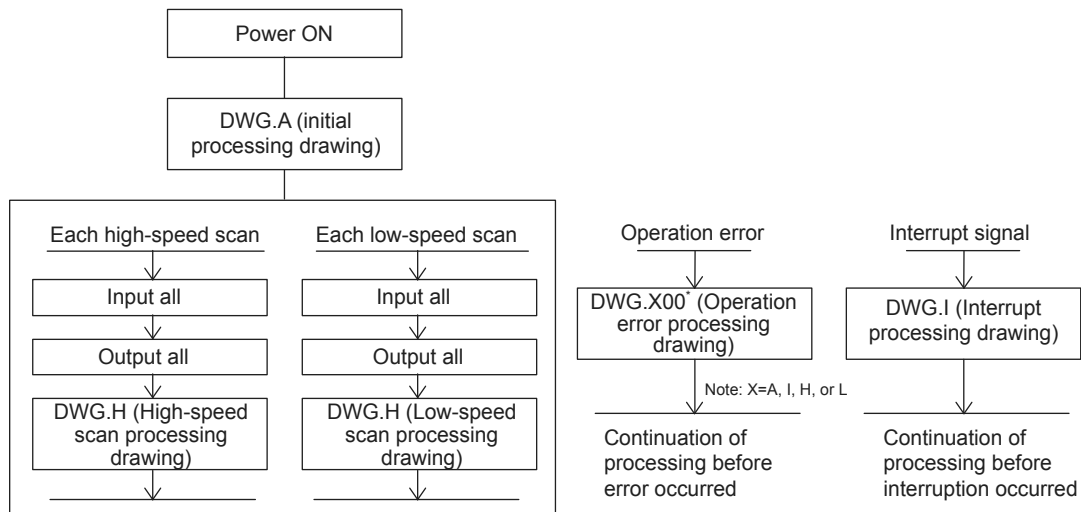 Power ON
DWG.A (initial
processing drawing)
Each high-speed scan
Input all
Output all
DWG.H (High-speed
scan processing
drawing)
Each low-speed scan
Input all
Output all
DWG.H (Low-speed
scan processing
drawing)
Operation error
DWG.X00* (Operation
error processing
drawing)
Note: X=A, I, H, or L
Continuation of
processing before
error occurred
Interrupt signal
DWG.I (Interrupt
processing drawing)
Continuation of
processing before
interruption occurred